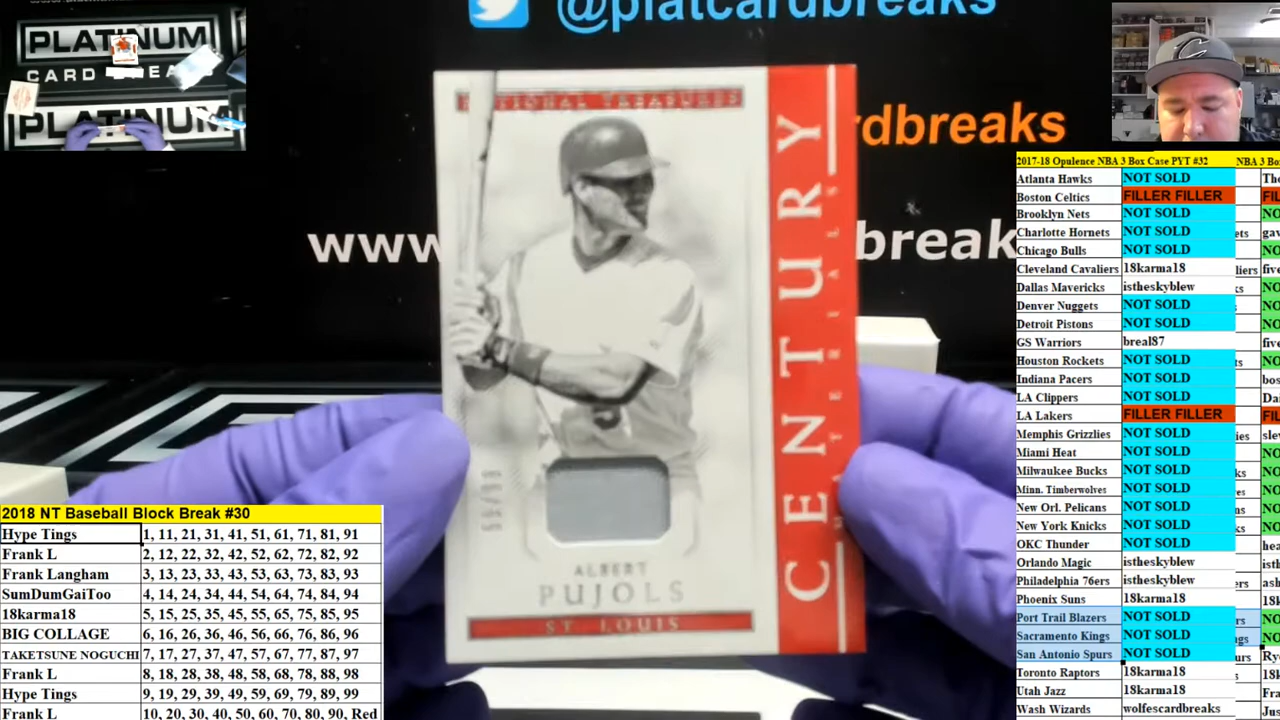 PLATINUM
CARD BREA
PLATINUM
@platcardbreaks
rdbreaks
www
break
NATIONAL TREASURES
CENTURY
MATERIALS
ALBERT
PUJOLS
ST. LOUIS
2018 NT Baseball Block Break #30
Hype Tings 1, 11, 21, 31, 41, 51, 61, 71, 81, 91
Frank L 2, 12, 22, 32, 42, 52, 62, 72, 82, 92
Frank Langham 3, 13, 23, 33, 43, 53, 63, 73, 83, 93
SumDumGaiToo 4, 14, 24, 34, 44, 54, 64, 74, 84, 94
18karma18 5, 15, 25, 35, 45, 55, 65, 75, 85, 95
BIG COLLAGE 6, 16, 26, 36, 46, 56, 66, 76, 86, 96
TAKETSUNE NOGUCHI 7, 17, 27, 37, 47, 57, 67, 77, 87, 97
Frank L 8, 18, 28, 38, 48, 58, 68, 78, 88, 98
Hype Tings 9, 19, 29, 39, 49, 59, 69, 79, 89, 99
Frank L 10, 20, 30, 40, 50, 60, 70, 80, 90, Red
2017-18 Opulence NBA 3 Box Case PYT #32 NBA 3 Bo
Atlanta Hawks NOT SOLD
Boston Celtics FILLER FILLER
Brooklyn Nets NOT SOLD
Charlotte Hornets NOT SOLD
Chicago Bulls NOT SOLD
Cleveland Cavaliers 18karma18
Dallas Mavericks istheskyblew
Denver Nuggets NOT SOLD
Detroit Pistons NOT SOLD
GS Warriors breal87
Houston Rockets NOT SOLD
Indiana Pacers NOT SOLD
LA Clippers NOT SOLD
LA Lakers FILLER FILLER
Memphis Grizzlies NOT SOLD
Miami Heat NOT SOLD
Milwaukee Bucks NOT SOLD
Minn. Timberwolves NOT SOLD
New Orl. Pelicans NOT SOLD
New York Knicks NOT SOLD
OKC Thunder NOT SOLD
Orlando Magic istheskyblew
Philadelphia 76ers istheskyblew
Phoenix Suns 18karma18
Port Trail Blazers NOT SOLD
Sacramento Kings NOT SOLD
San Antonio Spurs NOT SOLD
Toronto Raptors 18karma18
Utah Jazz 18karma18
Wash Wizards wolfescardbreaks